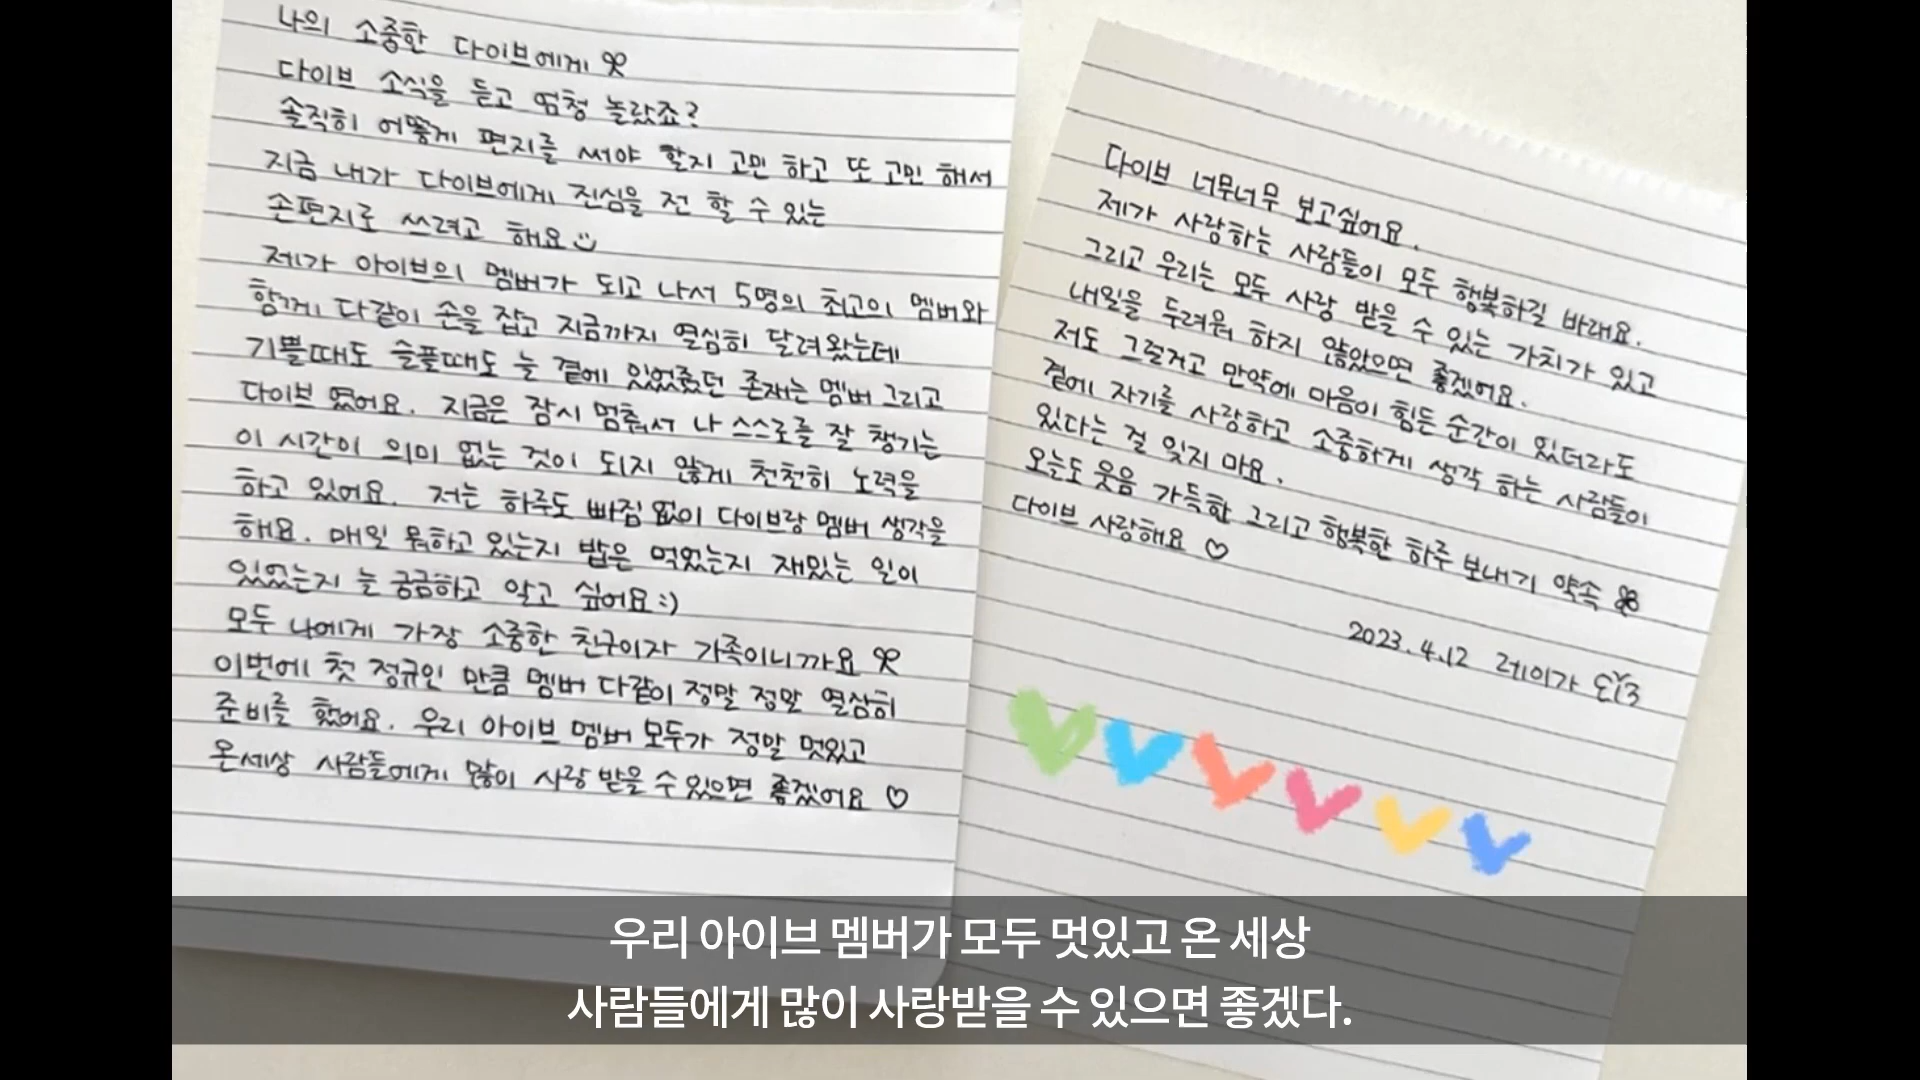 나의 소중한 다이브에게
다이브 소식을 듣고 엄청 놀랐죠?
솔직히 어떻게 편지를 써야 할지 고민 하고 또 고민 해서
지금 내가 다이브에게 진심을 전 할 수 있는
손편지로 쓰려고 해요
제가 아이브의 멤버가 되고 나서 5명의 최고의 멤버와
함께 다같이 손을 잡고 지금까지 열심히 달려왔는데
기쁠때도 슬플때도 늘 곁에 있었줬던 존재는 멤버 그리고
다이브 였어요. 지금은 잠시 멈춰서 나 스스로를 잘 챙기는
이 시간이 의미 없는 것이 되지 않게 천천히 노력을
하고 있어요. 저는 하루도 빠짐 없이 다이브랑 멤버 생각을
해요. 매일 뭐하고 있는지 밥은 먹었는지 재밌는 일이
있었는지 늘 궁금하고 알고 싶어요:)
모두 나에게 가장 소중한 친구이자 가족이니까요
이번에 첫 정규인 만큼 멤버 다같이 정말 정말 열심히
준비를 했어요. 우리 아이브 멤버 모두가 정말 멋있고
온세상 사람들에게 많이 사랑 받을 수 있으면 좋겠어요 ♡
다이브 너무너무 보고싶어요.
제가 사랑하는 사람들이 모두 행복하길 바래요.
그리고 우리는 모두 사랑 받을 수 있는 가치가 있고
내일을 두려워 하지 않았으면 좋겠어요.
저도 그럴거고 만약에 마음이 힘든 순간이 있더라도
곁에 자기를 사랑하고 소중하게 생각 하는 사람들이
있다는 걸 잊지 마요.
오늘도 웃음 가득한 그리고 행복한 하루 보내기 약속
다이브 사랑해요 ♡
2023.4.12 레이가
우리 아이브 멤버가 모두 멋있고 온 세상
사람들에게 많이 사랑받을 수 있으면 좋겠다.